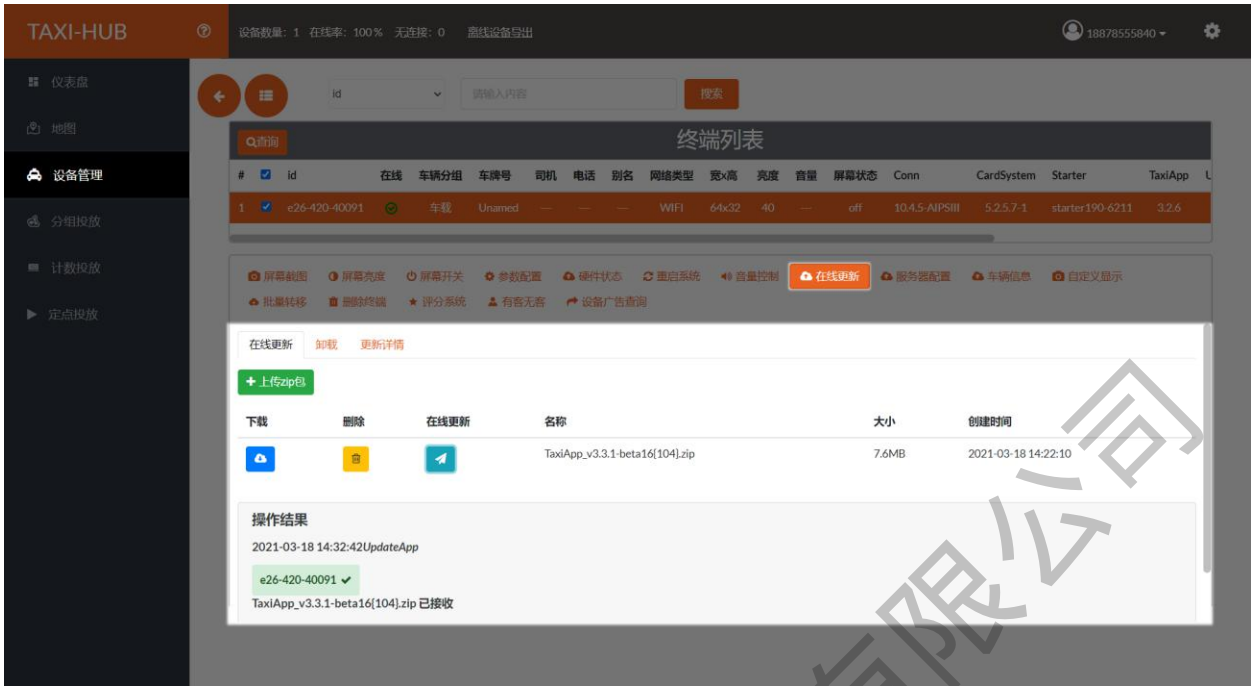 TAXI-HUB 设备数量: 1 在线率: 100% 无连接: 0 离线设备导出 18878555840
仪表盘
id 请输入内容 搜索
地图
查询 终端列表
设备管理
# id 在线 车辆分组 车牌号 司机 电话 别名 网络类型 宽x高 亮度 音量 屏幕状态 Conn CardSystem Starter TaxiApp L
1 e26-420-40091 车载 Unamed — — — WIFI 64x32 40 — off 10.4.5-AIPSIII 5.2.5.7-1 starter190-6211 3.2.6
分组投放
计数投放
定点投放
屏幕截图 屏幕亮度 屏幕开关 参数配置 硬件状态 重启系统 音量控制 在线更新 服务器配置 车辆信息 自定义显示
批量转移 删除终端 评分系统 有客无客 设备广告查询
在线更新 卸载 更新详情
+ 上传zip包
下载 删除 在线更新 名称 大小 创建时间
TaxiApp_v3.3.1-beta16[104].zip 7.6MB 2021-03-18 14:22:10
操作结果
2021-03-18 14:32:42UpdateApp
e26-420-40091 ✔
TaxiApp_v3.3.1-beta16[104].zip 已接收
有限公司